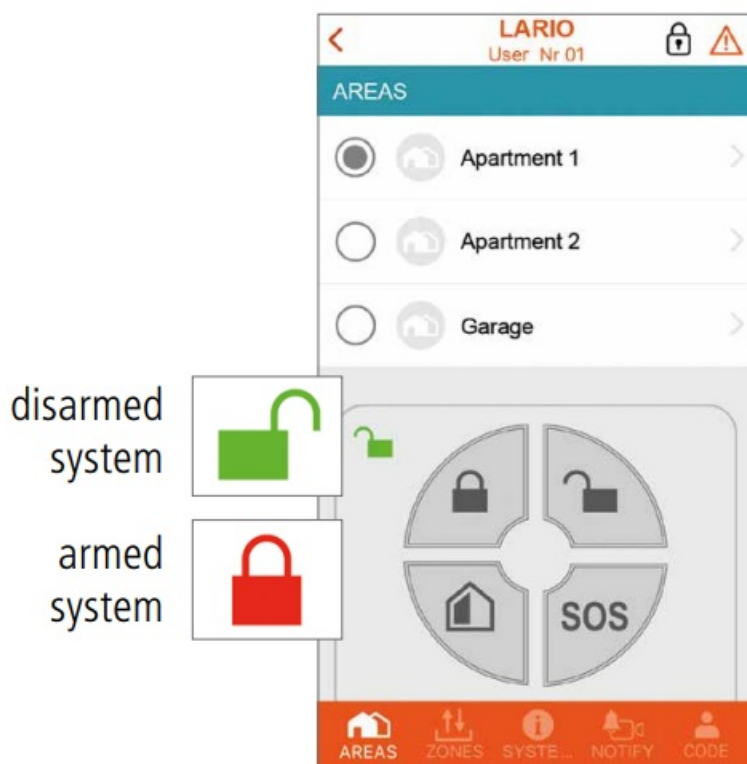 LARIO
User Nr 01
AREAS
Apartment 1
Apartment 2
Garage
disarmed
system
armed
system
SOS
AREAS ZONES SYSTE... NOTIFY CODE